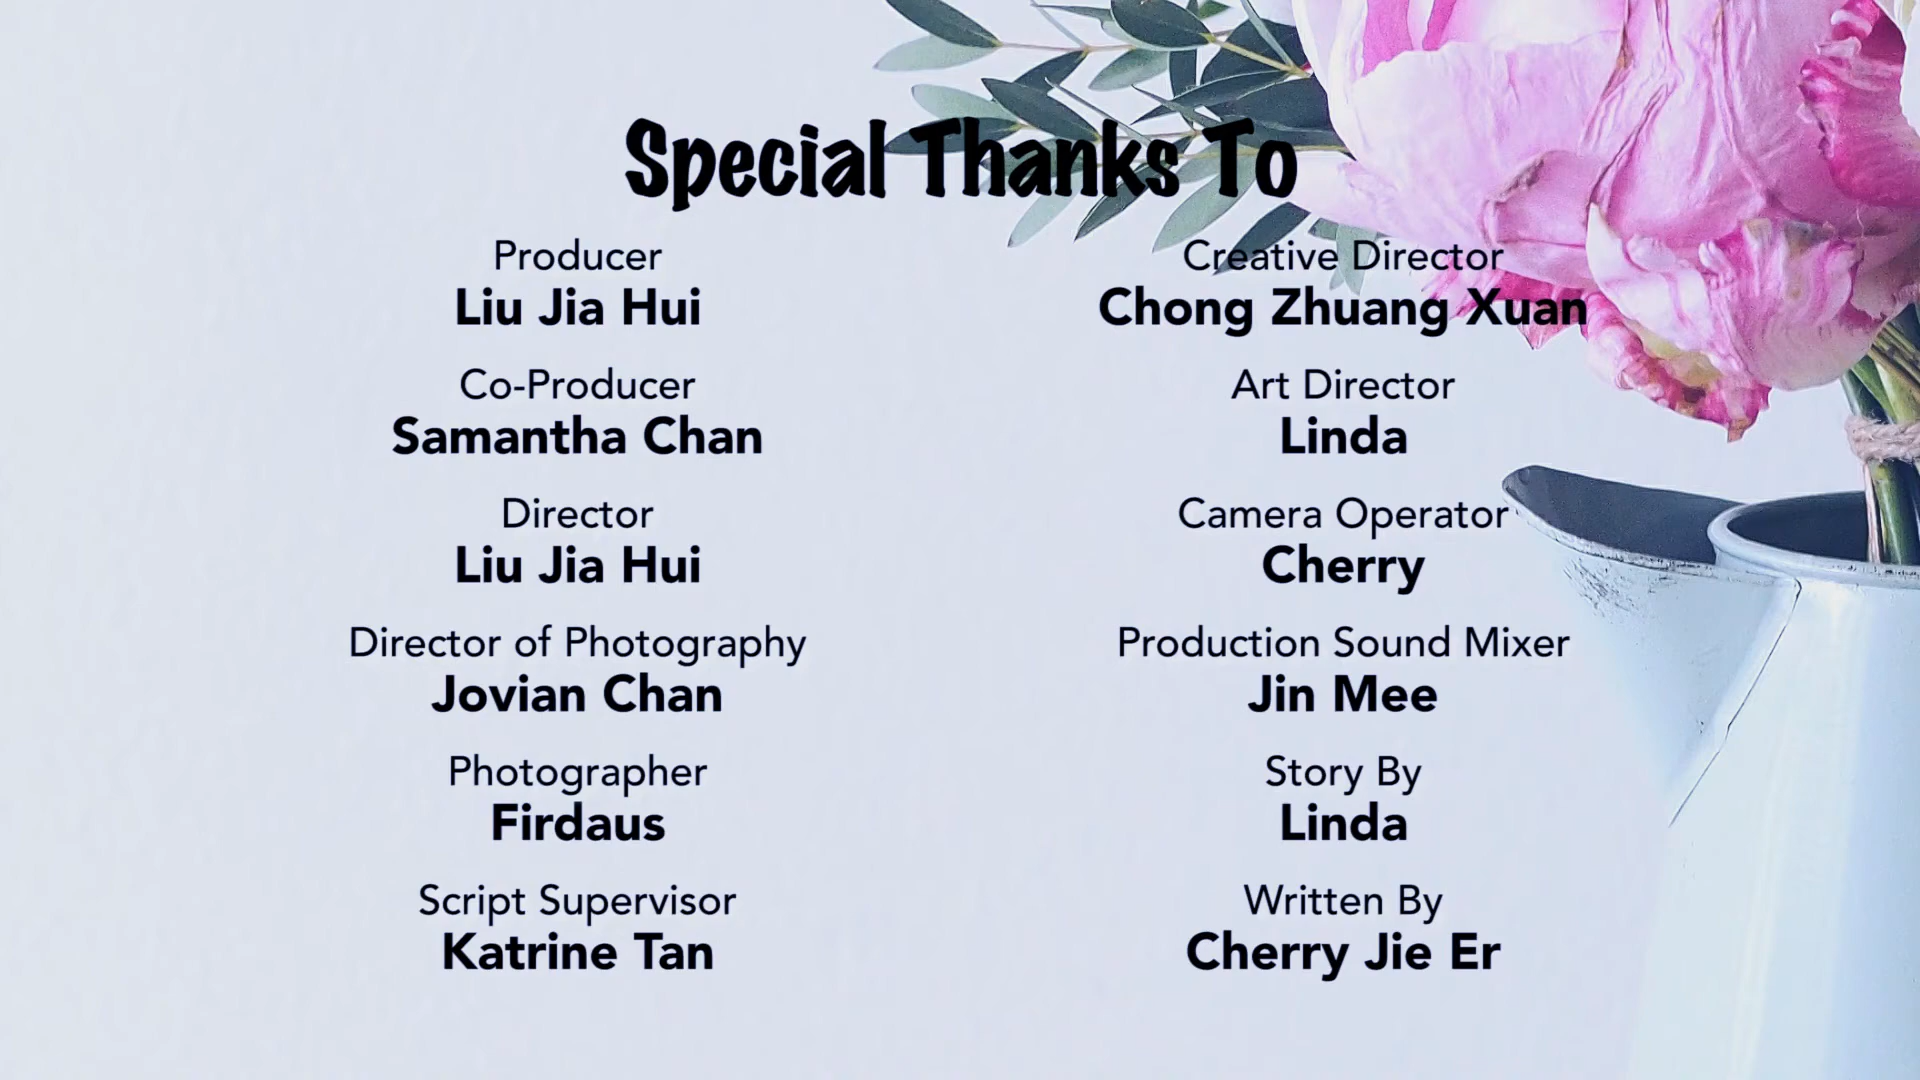 Special Thanks To
Producer
Liu Jia Hui
Co-Producer
Samantha Chan
Director
Liu Jia Hui
Director of Photography
Jovian Chan
Photographer
Firdaus
Script Supervisor
Katrine Tan
Creative Director
Chong Zhuang Xuan
Art Director
Linda
Camera Operator
Cherry
Production Sound Mixer
Jin Mee
Story By
Linda
Written By
Cherry Jie Er